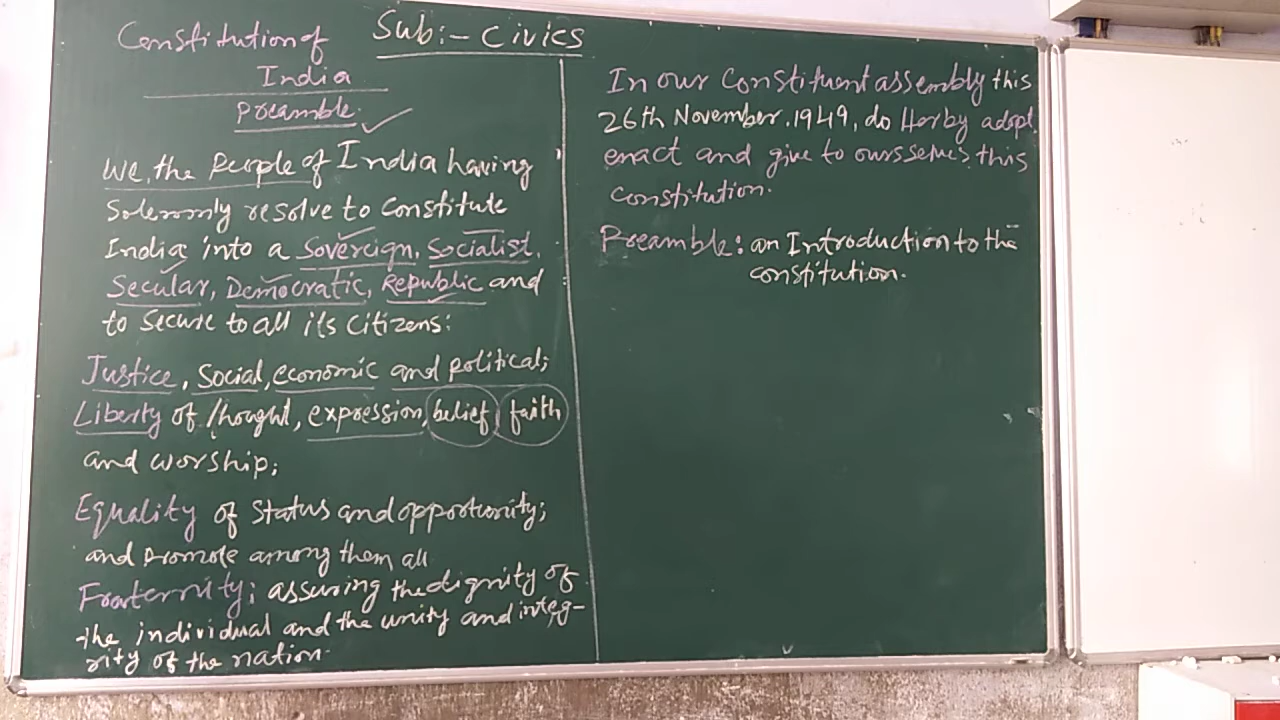 Sub:- Civics
Constitution of
India
Preamble.
We, the People of India having
Solemnly resolve to Constitute
India into a Sovereign, Socialist,
Secular, Democratic, Republic and
to Secure to all its Citizens:
Justice, Social, economic and political;
Liberty of thought, expression, belief, faith
and worship;
Equality of Status and opportunity;
and promote among them all
Fraternity; assuring the dignity of
the individual and the unity and integ-
rity of the nation.
In our Constituent assembly this
26th November, 1949, do Herby adopt,
enact and give to oursselves this
constitution.
Preamble: an Introduction to the
constitution.